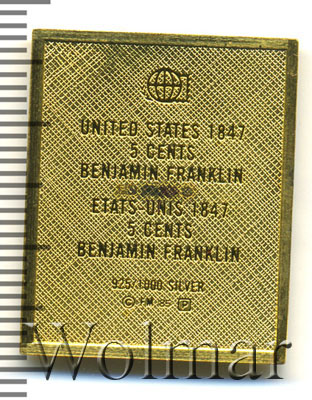 UNITED STATES 1847
5 CENTS
BENJAMIN FRANKLIN
ETATS UNIS 1847
5 CENTS
BENJAMIN FRANKLIN
925/1000 SILVER
© FM 85 P
Wolmar